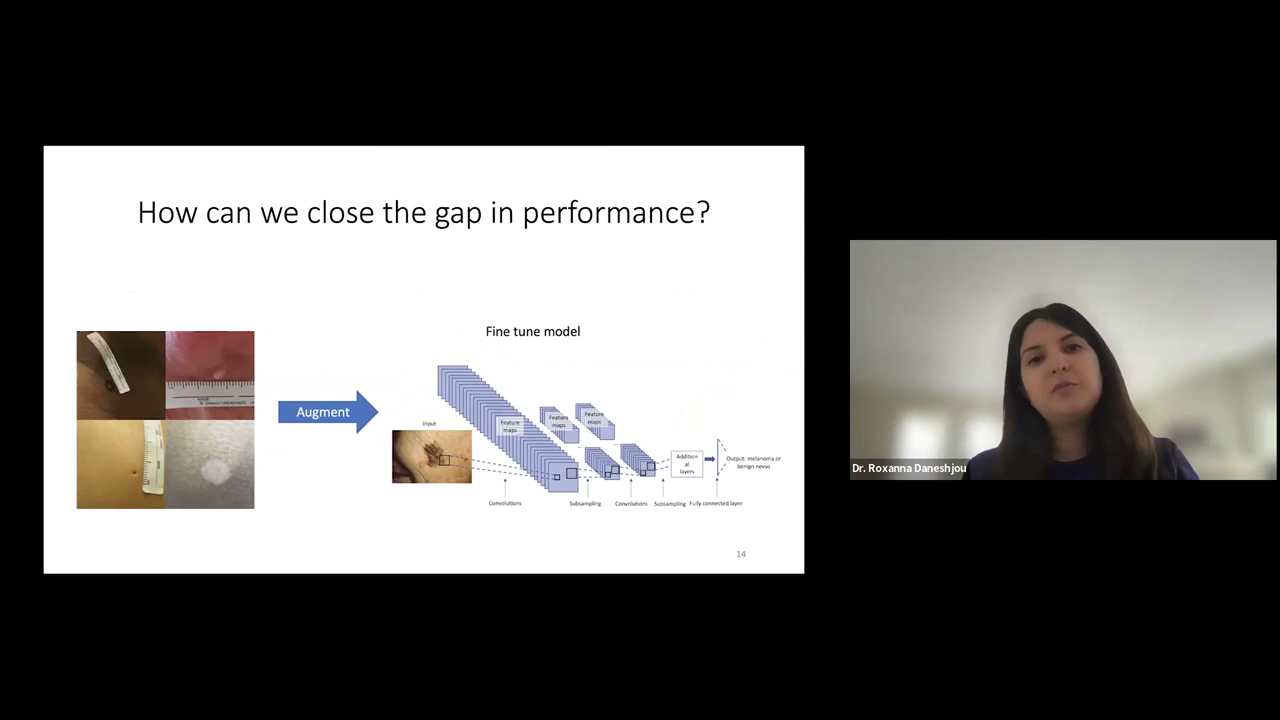 How can we close the gap in performance?
Fine tune model
Augment
Input
Feature
maps
Feature
maps
Feature
maps
Addition
al
layers
Output: melanoma or
benign nevus
Convolutions
Subsampling
Convolutions
Subsampling
Fully connected layer
14
Dr. Roxanna Daneshjou